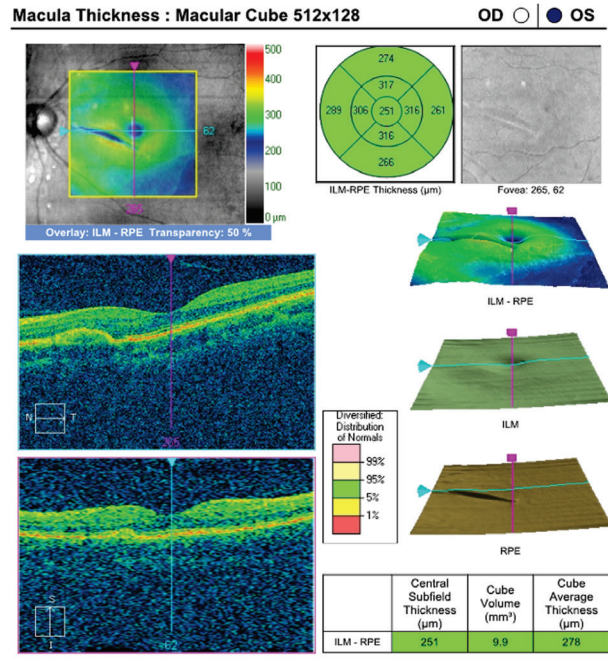 Macula Thickness : Macular Cube 512x128 OD OS
500
400
300
200
100
0 µm
62
Overlay: ILM - RPE Transparency: 50 %
274
317
289 306 251 316 261
316
266
ILM-RPE Thickness (µm)
Fovea: 265, 62
ILM - RPE
N T
ILM
Diversified:
Distribution
of Normals
99%
95%
5%
1%
RPE
S
I
62
Central Subfield Thickness (µm) Cube Volume (mm³) Cube Average Thickness (µm)
ILM - RPE 251 9.9 278